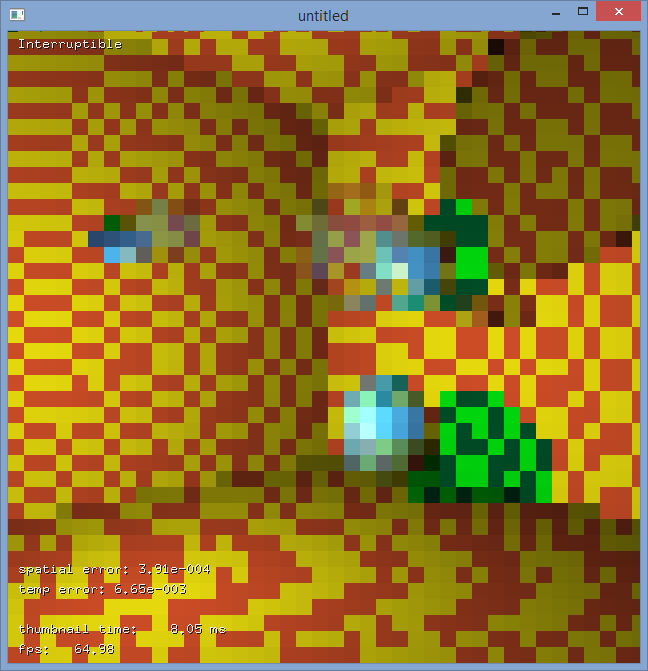 untitled
Interruptible
spatial error: 3.91e-004
temp error: 6.65e-003
thumbnail time: 8.05 ms
fps: 64.98